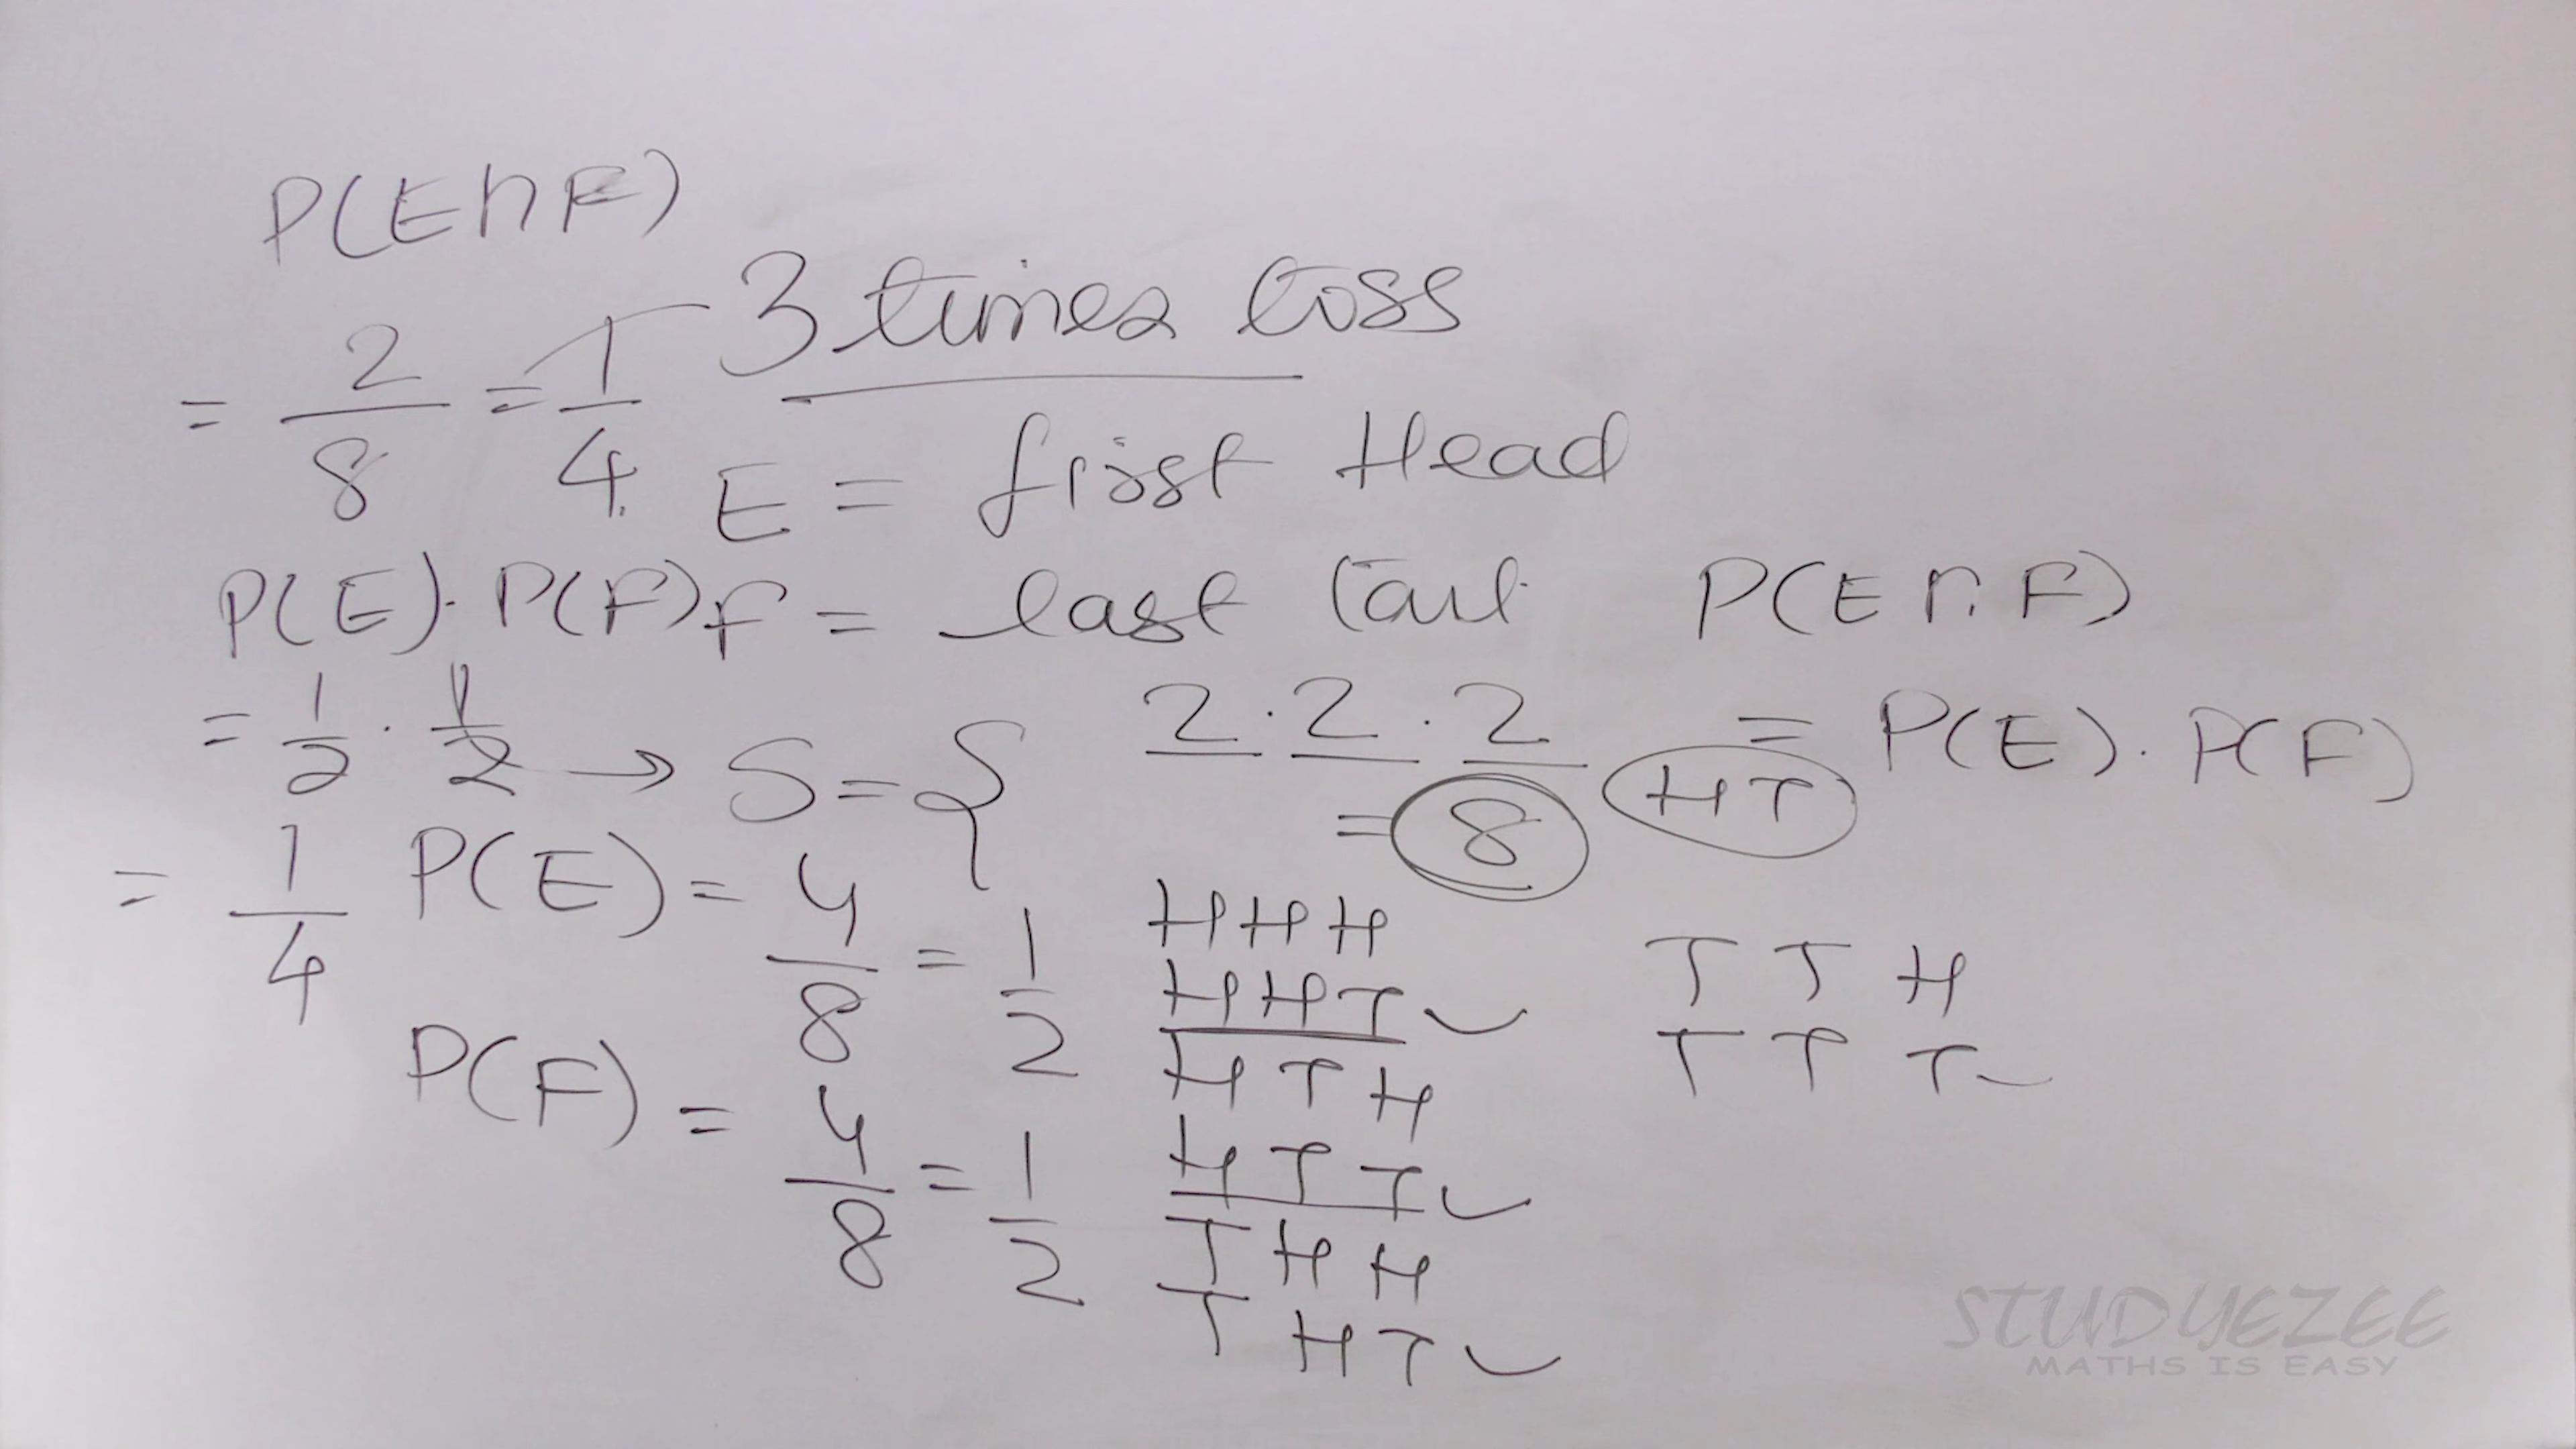 P(E∩F)
3 times toss
= 2/8 = 1/4
E = first Head
P(E). P(F)
F = last tail
P(E∩F)
= P(E). P(F)
= 1/2 . 1/2 →
S = {
2 . 2 . 2
= 8
HT
= 1/4
P(E) = 4/8 = 1/2
P(F) = 4/8 = 1/2
HHH
HHT ✓
HTH
HTT ✓
THH
THT ✓
TTH
TTT ✓
STUDYEZEE
MATHS IS EASY